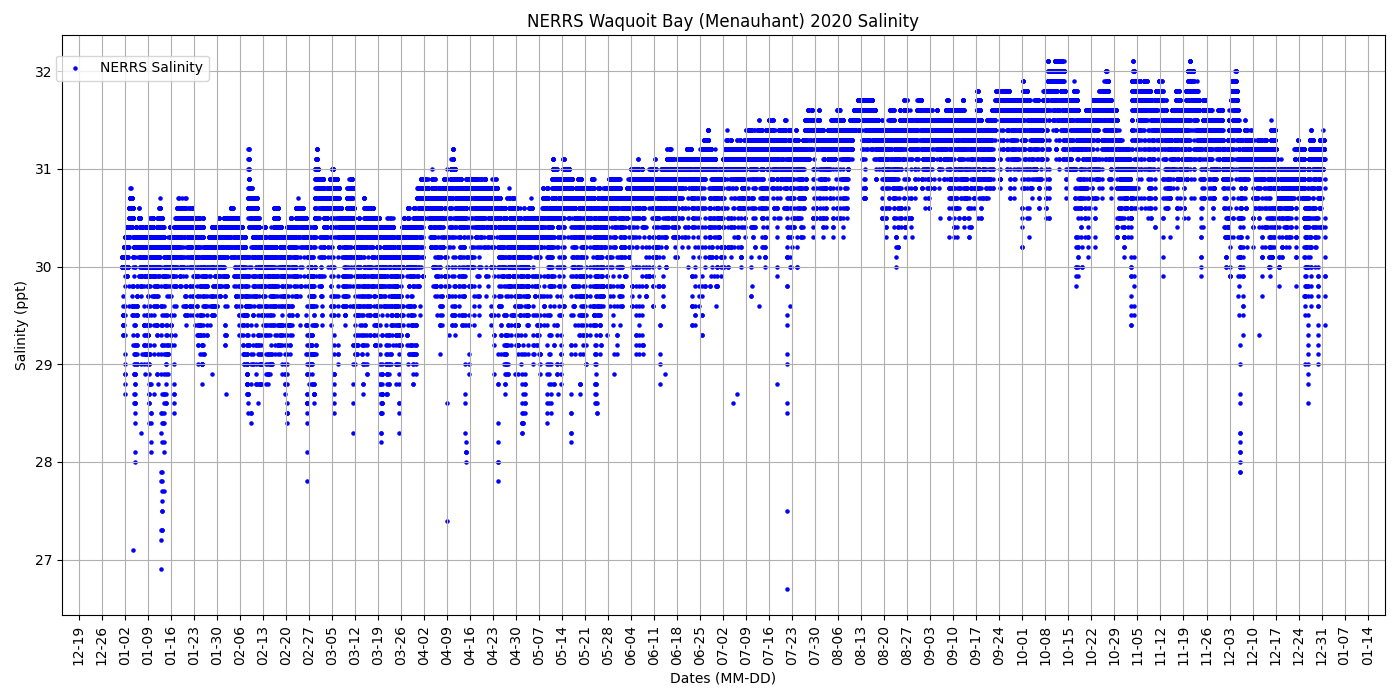 NERRS Waquoit Bay (Menauhant) 2020 Salinity
NERRS Salinity
Salinity (ppt)
32
31
30
29
28
27
12-19 12-26 01-02 01-09 01-16 01-23 01-30 02-06 02-13 02-20 02-27 03-05 03-12 03-19 03-26 04-02 04-09 04-16 04-23 04-30 05-07 05-14 05-21 05-28 06-04 06-11 06-18 06-25 07-02 07-09 07-16 07-23 07-30 08-06 08-13 08-20 08-27 09-03 09-10 09-17 09-24 10-01 10-08 10-15 10-22 10-29 11-05 11-12 11-19 11-26 12-03 12-10 12-17 12-24 12-31 01-07 01-14
Dates (MM-DD)